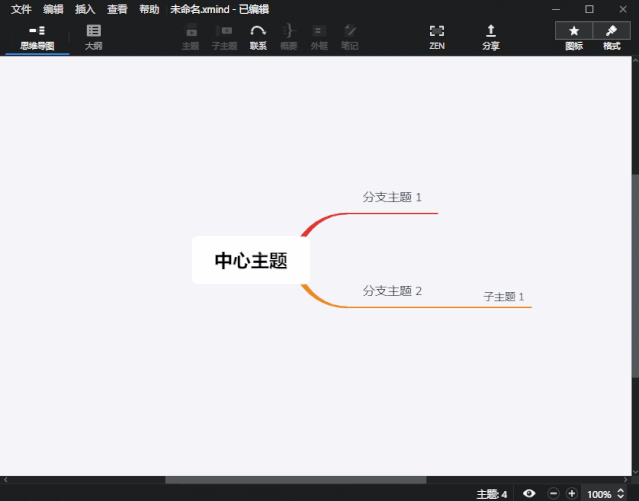 文件 编辑 插入 查看 帮助 未命名.xmind - 已编辑
思维导图 大纲 主题 子主题 联系 概要 外框 笔记 ZEN 分享 图标 格式
分支主题 1
中心主题
分支主题 2 子主题 1
主题: 4 100%